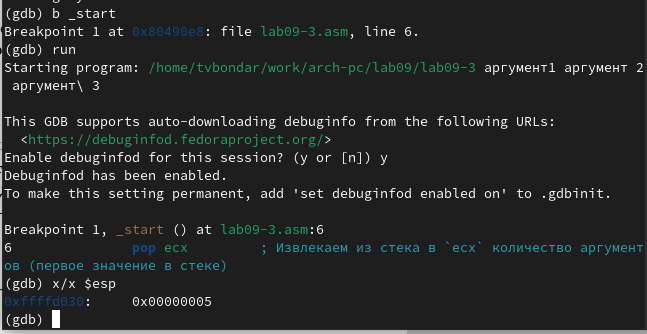 (gdb) b _start
Breakpoint 1 at 0x80490e8: file lab09-3.asm, line 6.
(gdb) run
Starting program: /home/tvbondar/work/arch-pc/lab09/lab09-3 аргумент1 аргумент 2
 аргумент\ 3

This GDB supports auto-downloading debuginfo from the following URLs:
  <https://debuginfod.fedoraproject.org/>
Enable debuginfod for this session? (y or [n]) y
Debuginfod has been enabled.
To make this setting permanent, add 'set debuginfod enabled on' to .gdbinit.

Breakpoint 1, _start () at lab09-3.asm:6
6               pop ecx         ; Извлекаем из стека в `ecx` количество аргумент
ов (первое значение в стеке)
(gdb) x/x $esp
0xffffd030:     0x00000005
(gdb)